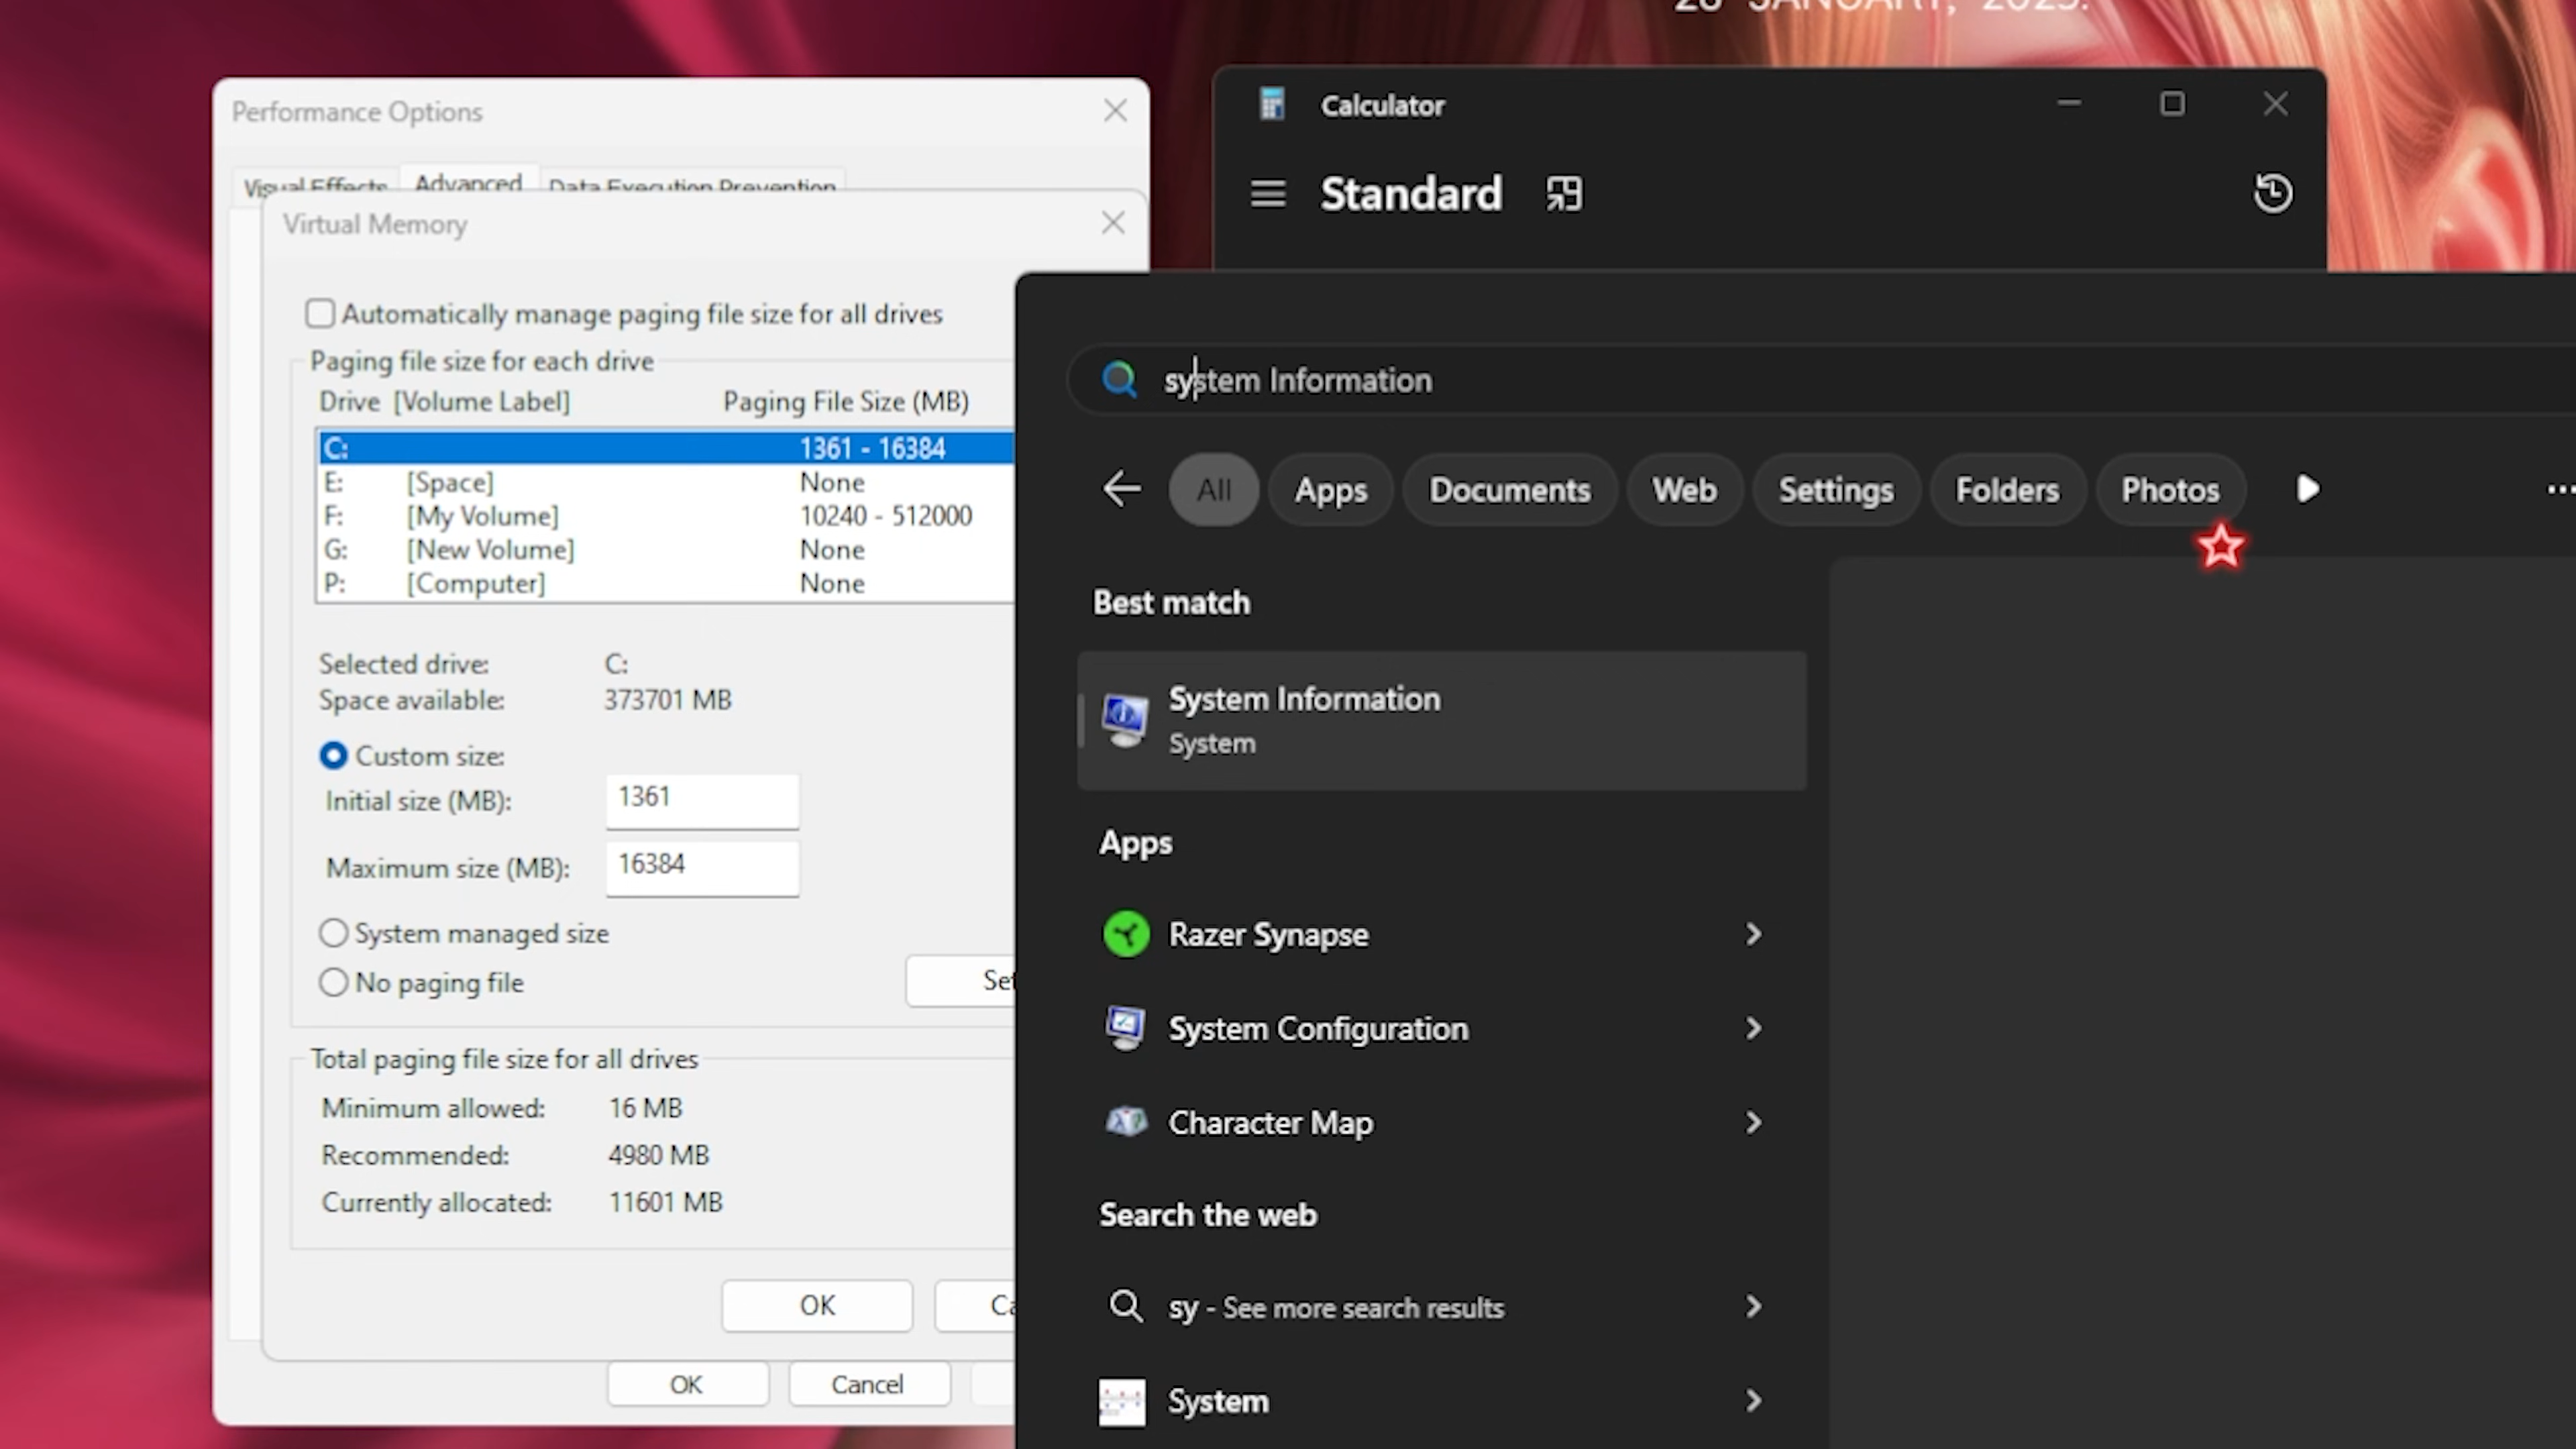 28 JANUARY, 2025.
Performance Options
Visual Effects Advanced Data Execution Prevention
Virtual Memory
Automatically manage paging file size for all drives
Paging file size for each drive
Drive [Volume Label] Paging File Size (MB)
C: 1361 - 16384
E: [Space] None
F: [My Volume] 10240 - 512000
G: [New Volume] None
P: [Computer] None
Selected drive: C:
Space available: 373701 MB
Custom size:
Initial size (MB): 1361
Maximum size (MB): 16384
System managed size
No paging file
Set
Total paging file size for all drives
Minimum allowed: 16 MB
Recommended: 4980 MB
Currently allocated: 11601 MB
OK Ca
OK Cancel
Calculator
Standard
system Information
All Apps Documents Web Settings Folders Photos
Best match
System Information
System
Apps
Razer Synapse
System Configuration
Character Map
Search the web
sy - See more search results
System